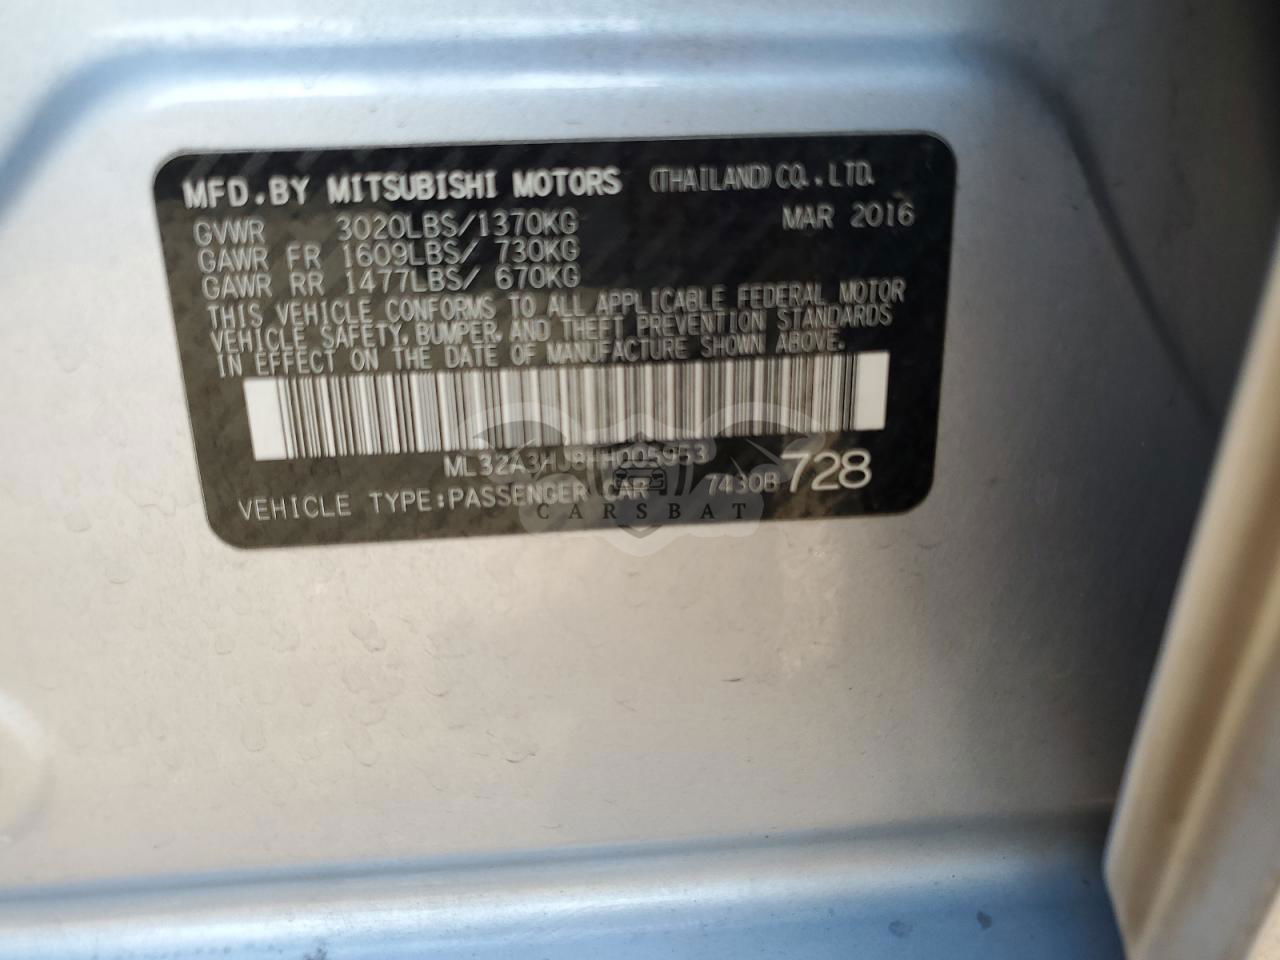 MFD.BY MITSUBISHI MOTORS (THAILAND) CO.,LTD.
GVWR 3020LBS/1370KG MAR 2016
GAWR FR 1609LBS/ 730KG
GAWR RR 1477LBS/ 670KG
THIS VEHICLE CONFORMS TO ALL APPLICABLE FEDERAL MOTOR
VEHICLE SAFETY, BUMPER, AND THEFT PREVENTION STANDARDS
IN EFFECT ON THE DATE OF MANUFACTURE SHOWN ABOVE.
VEHICLE TYPE:PASSENGER CAR 7430B 728
CARSBAT